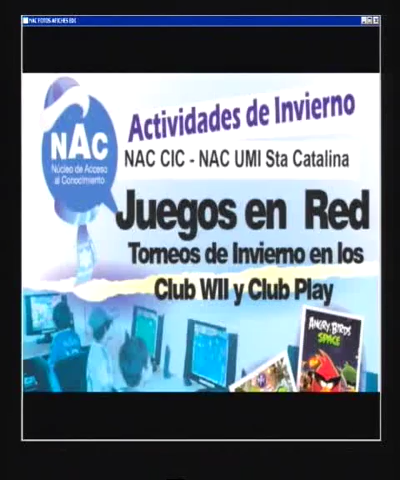 NAC FOTOS AFICHES
Actividades de Invierno
NAC
Núcleo de Acceso
al Conocimiento
NAC CIC - NAC UMI Sta Catalina
Juegos en Red
Torneos de Invierno en los
Club WII y Club Play
ANGRY BIRDS
SPACE